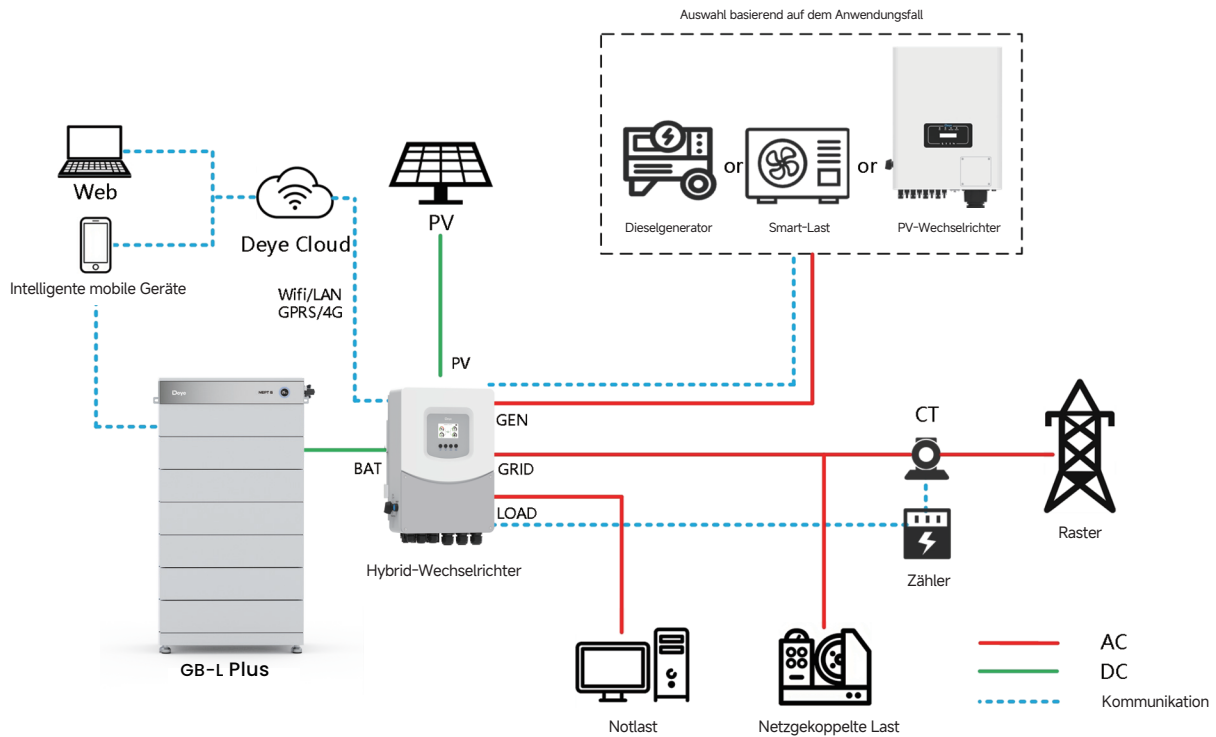 Auswahl basierend auf dem Anwendungsfall
or
or
Dieselgenerator
Smart-Last
PV-Wechselrichter
Web
Deye Cloud
PV
Intelligente mobile Geräte
Wifi/LAN
GPRS/4G
PV
Deye
GEN
CT
BAT
GRID
LOAD
Raster
Hybrid-Wechselrichter
Zähler
GB-L Plus
AC
DC
Kommunikation
Notlast
Netzgekoppelte Last